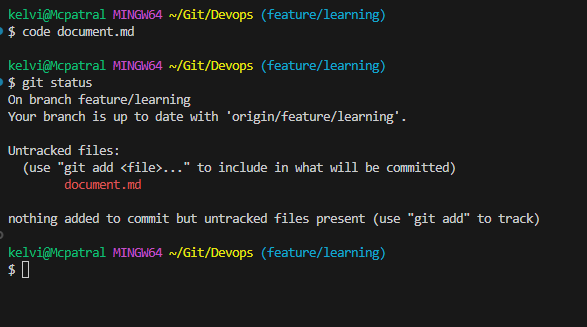 kelvi@Mcpatral MINGW64 ~/Git/Devops (feature/learning)
$ code document.md
kelvi@Mcpatral MINGW64 ~/Git/Devops (feature/learning)
$ git status
On branch feature/learning
Your branch is up to date with 'origin/feature/learning'.
Untracked files:
  (use "git add <file>..." to include in what will be committed)
        document.md
nothing added to commit but untracked files present (use "git add" to track)
kelvi@Mcpatral MINGW64 ~/Git/Devops (feature/learning)
$